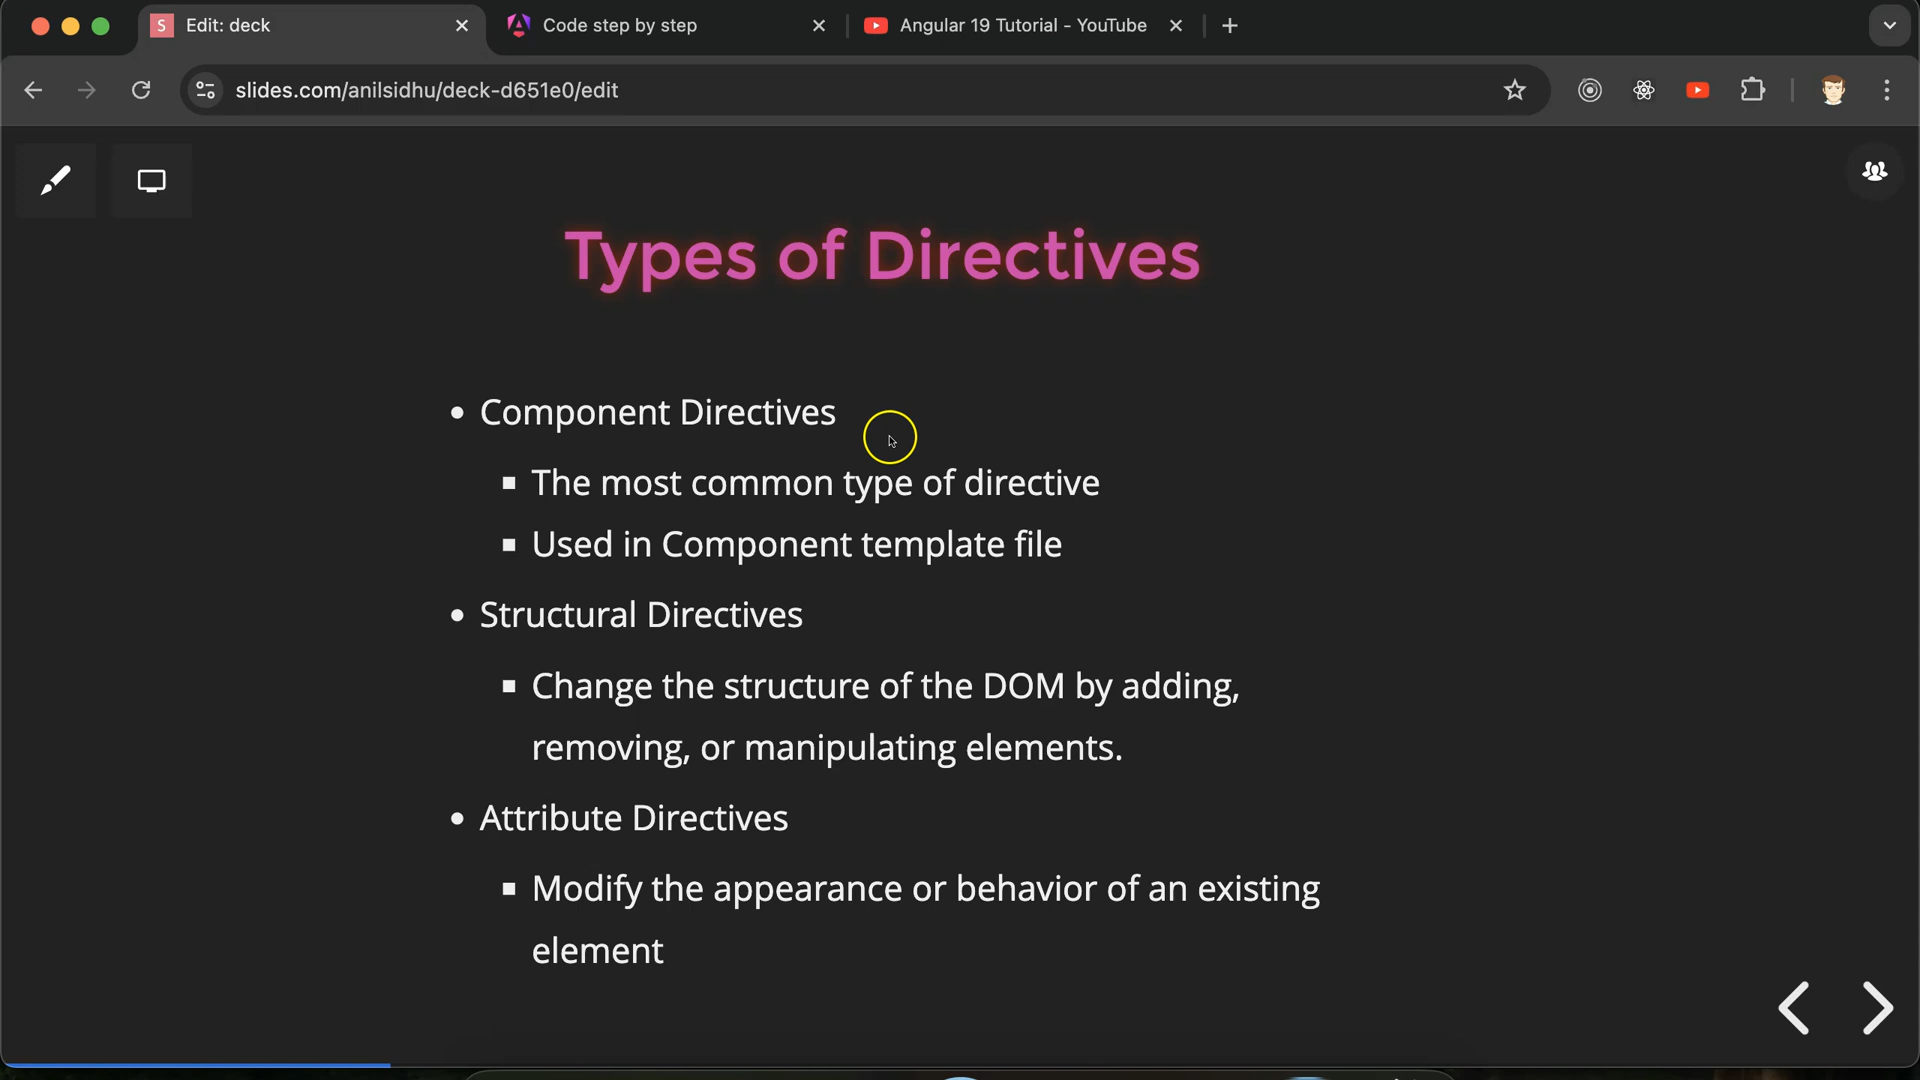 S Edit: deck
Code step by step
Angular 19 Tutorial - YouTube
slides.com/anilsidhu/deck-d651e0/edit
Types of Directives
• Component Directives
▪ The most common type of directive
▪ Used in Component template file
• Structural Directives
▪ Change the structure of the DOM by adding,
removing, or manipulating elements.
• Attribute Directives
▪ Modify the appearance or behavior of an existing
element